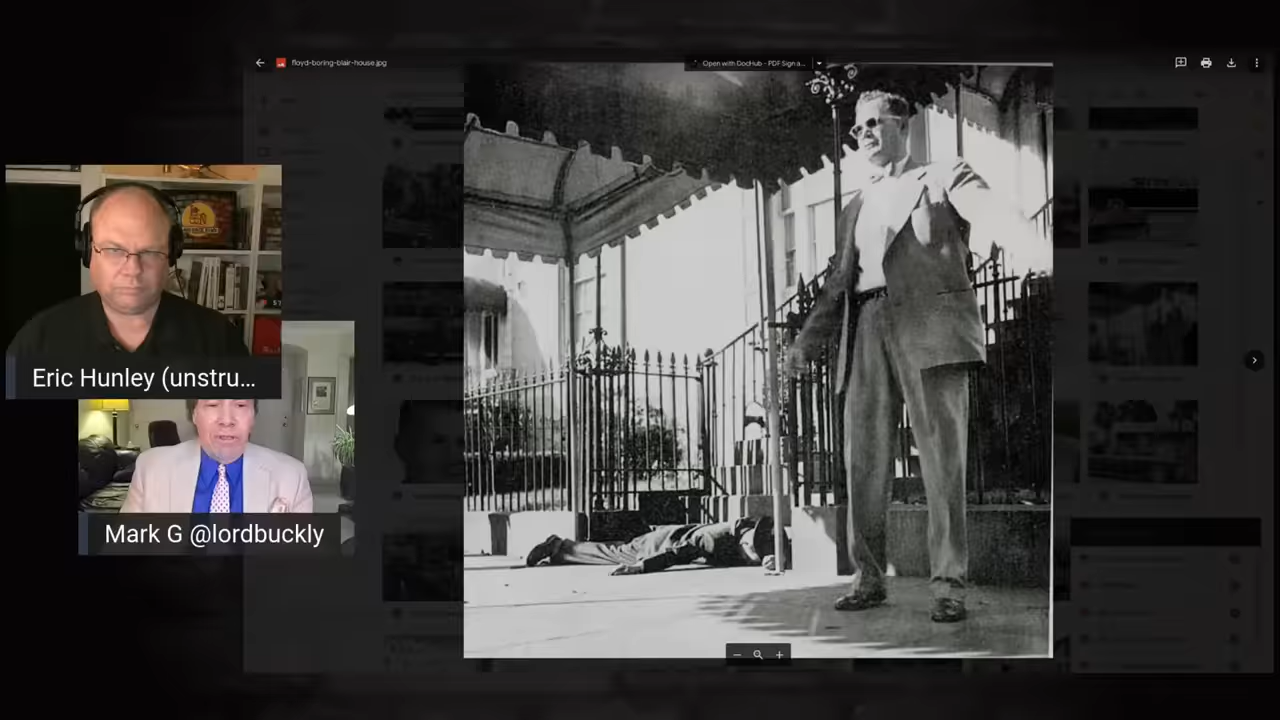 floyd-boring-blair-house.jpg
Open with DocHub - PDF Sign a...
Eric Hunley (unstru...
Mark G @lordbuckly